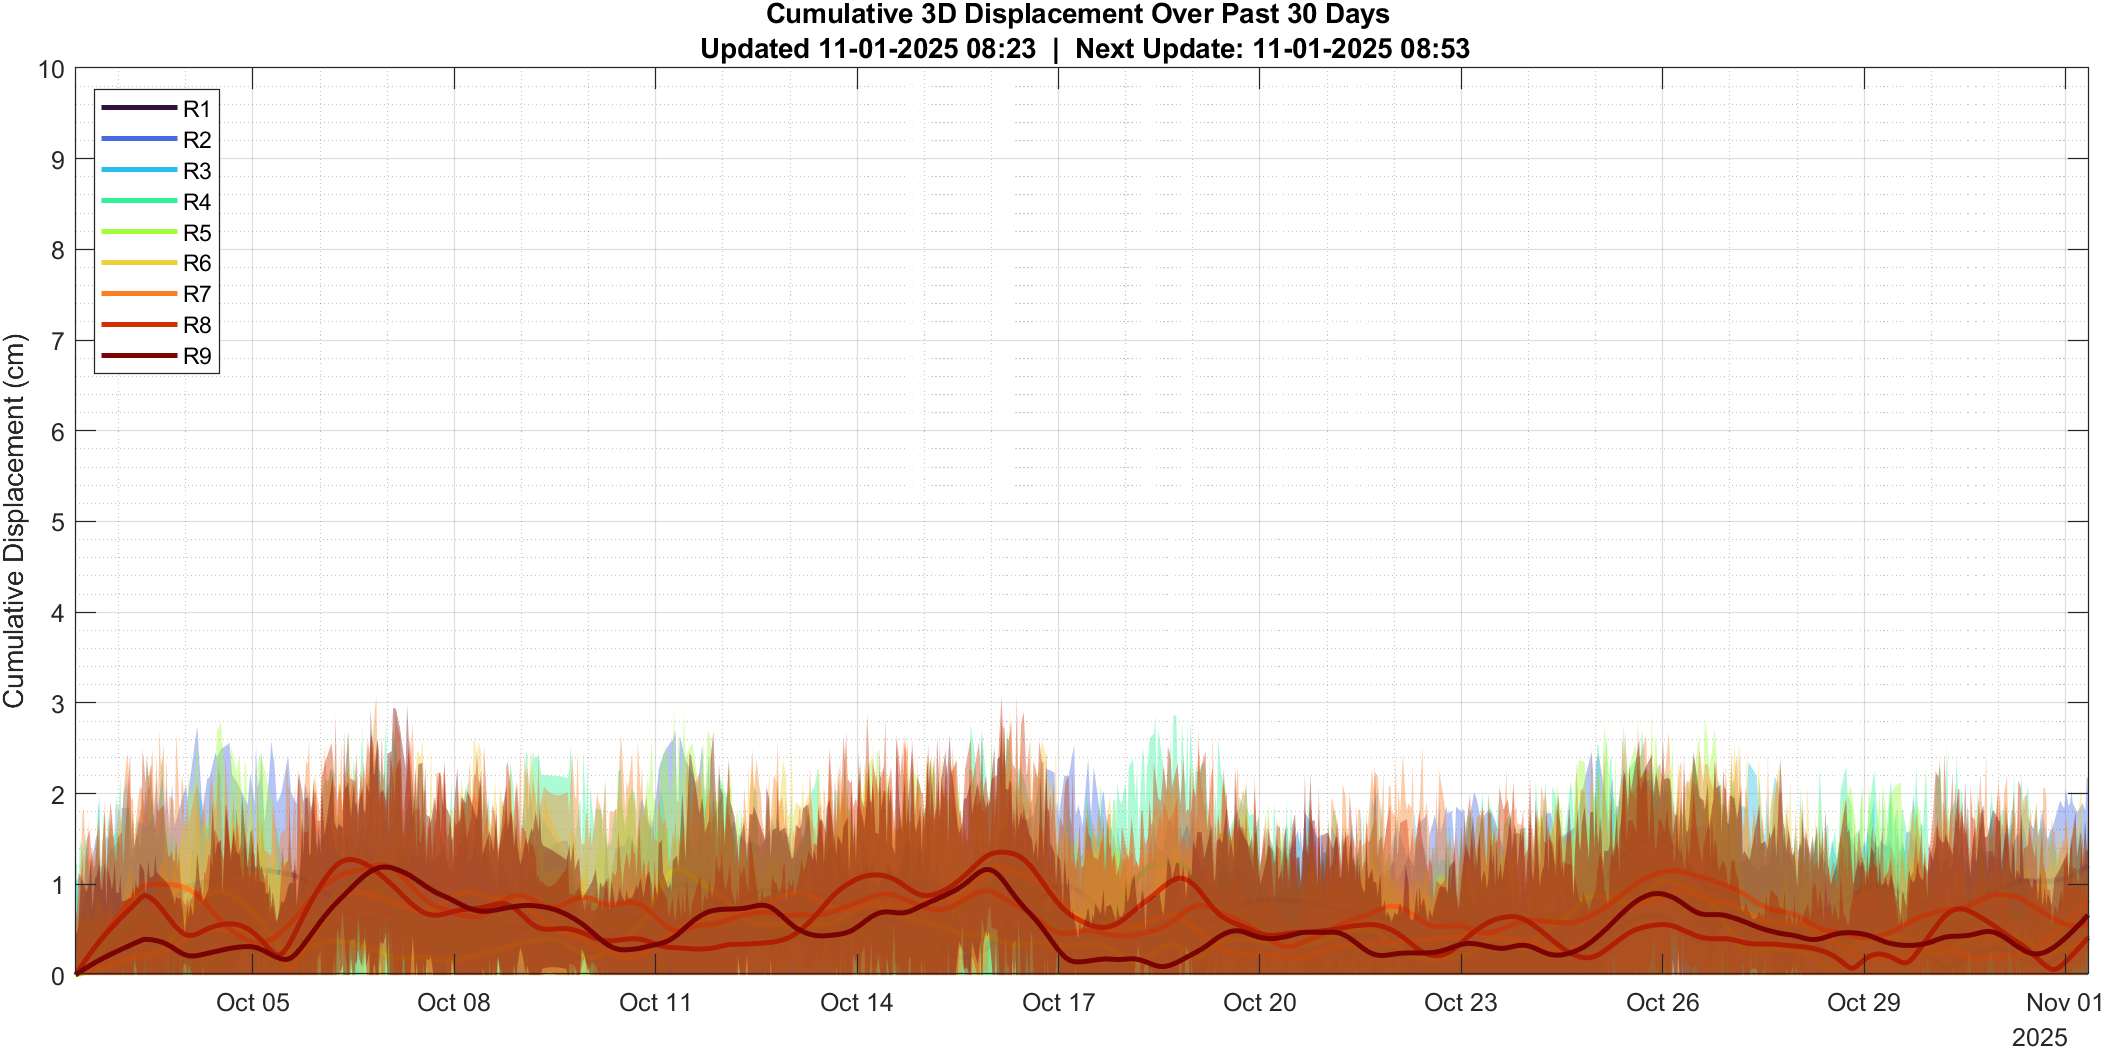 Cumulative 3D Displacement Over Past 30 Days
Updated 11-01-2025 08:23 | Next Update: 11-01-2025 08:53
Cumulative Displacement (cm)
10
9
8
7
6
5
4
3
2
1
0
R1
R2
R3
R4
R5
R6
R7
R8
R9
Oct 05
Oct 08
Oct 11
Oct 14
Oct 17
Oct 20
Oct 23
Oct 26
Oct 29
Nov 01
2025